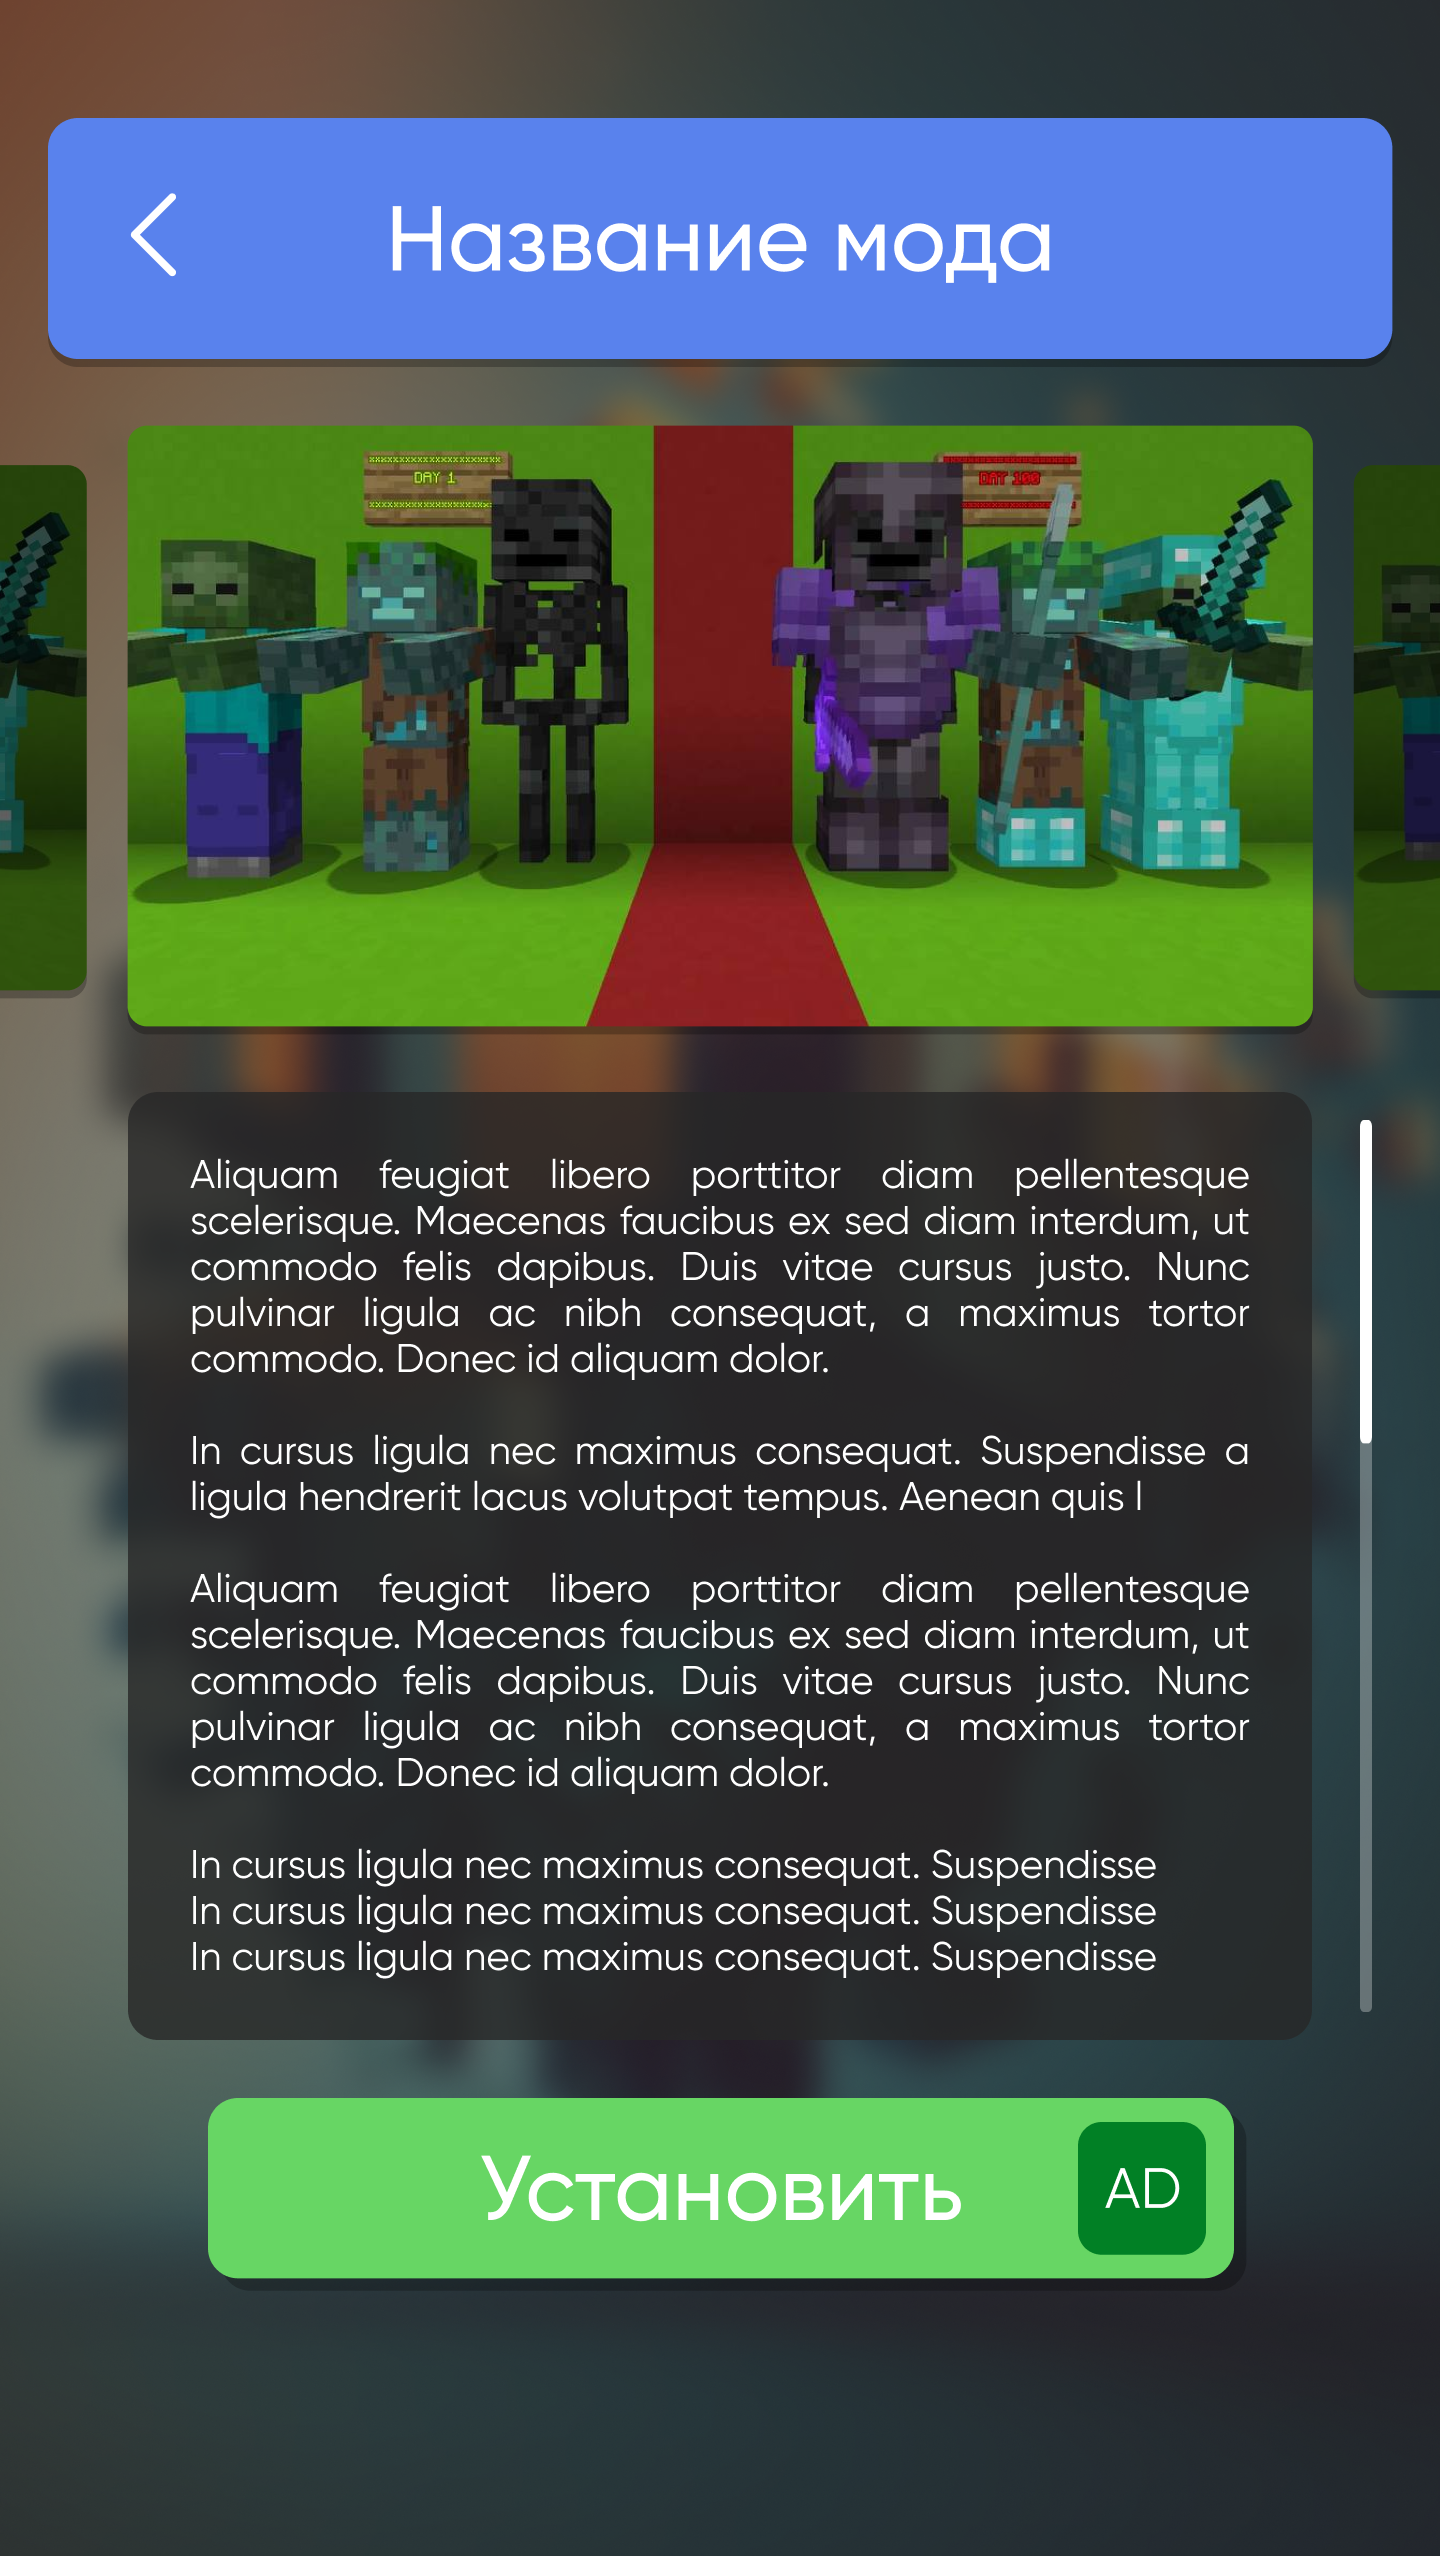 Название мода
DAY 1
DAY 100
Aliquam feugiat libero porttitor diam pellentesque
scelerisque. Maecenas faucibus ex sed diam interdum, ut
commodo felis dapibus. Duis vitae cursus justo. Nunc
pulvinar ligula ac nibh consequat, a maximus tortor
commodo. Donec id aliquam dolor.
In cursus ligula nec maximus consequat. Suspendisse a
ligula hendrerit lacus volutpat tempus. Aenean quis l
Aliquam feugiat libero porttitor diam pellentesque
scelerisque. Maecenas faucibus ex sed diam interdum, ut
commodo felis dapibus. Duis vitae cursus justo. Nunc
pulvinar ligula ac nibh consequat, a maximus tortor
commodo. Donec id aliquam dolor.
In cursus ligula nec maximus consequat. Suspendisse
In cursus ligula nec maximus consequat. Suspendisse
In cursus ligula nec maximus consequat. Suspendisse
Установить AD